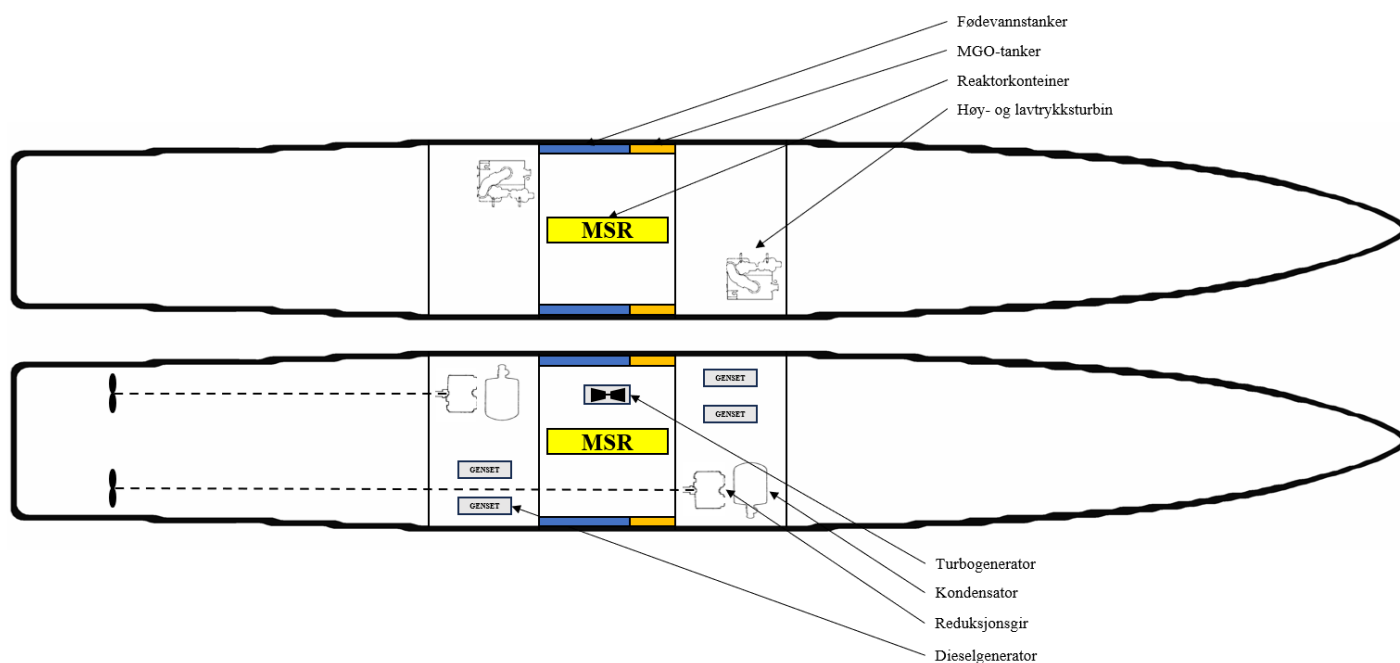 Fødevannstanker
MGO-tanker
Reaktorkonteiner
Høy- og lavtrykksturbin
MSR
GENSET
GENSET
MSR
GENSET
GENSET
Turbogenerator
Kondensator
Reduksjonsgir
Dieselgenerator